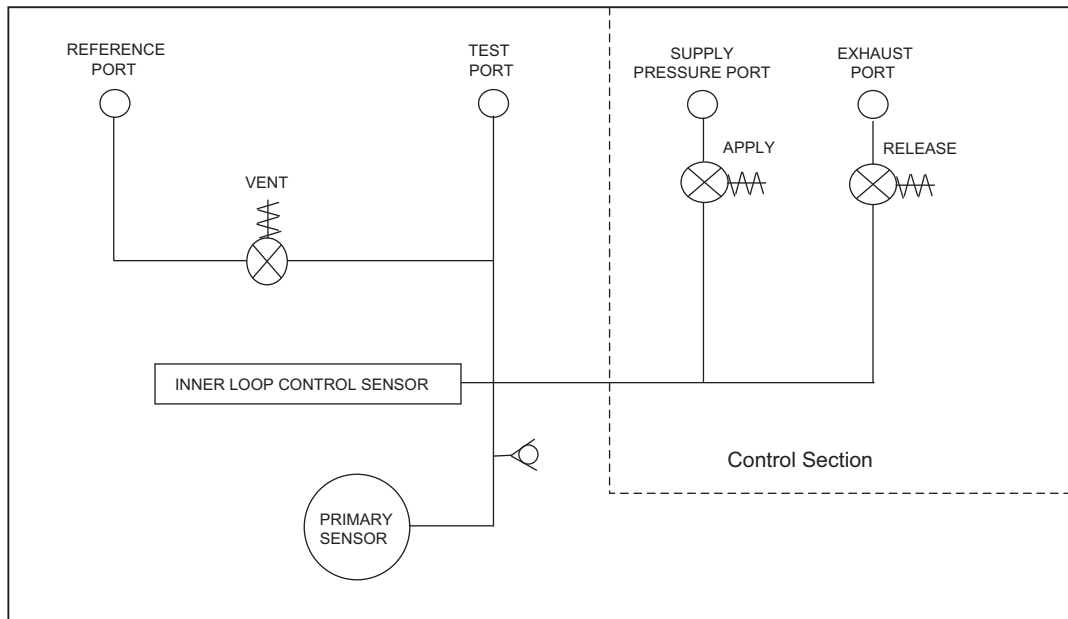 REFERENCE
PORT
TEST
PORT
SUPPLY
PRESSURE PORT
EXHAUST
PORT
APPLY
RELEASE
VENT
INNER LOOP CONTROL SENSOR
Control Section
PRIMARY
SENSOR